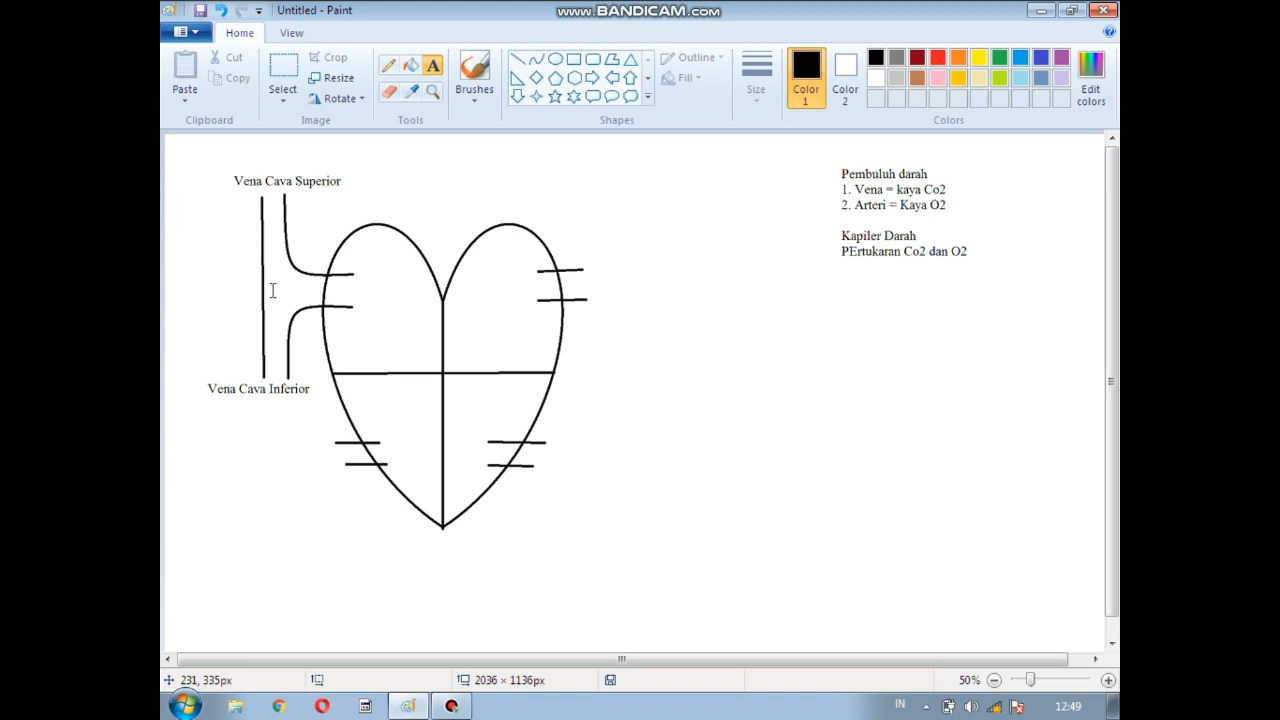 Untitled - Paint
www.BANDICAM.com
Home
View
Paste
Cut
Copy
Clipboard
Select
Crop
Resize
Rotate
Image
A
Tools
Brushes
Shapes
Outline
Fill
Size
Color 1
Color 2
Edit colors
Colors
Vena Cava Superior
Vena Cava Inferior
Pembuluh darah
1. Vena = kaya Co2
2. Arteri = Kaya O2
Kapiler Darah
PErtukaran Co2 dan O2
231, 335px
2036 × 1136px
50%
IN
12:49